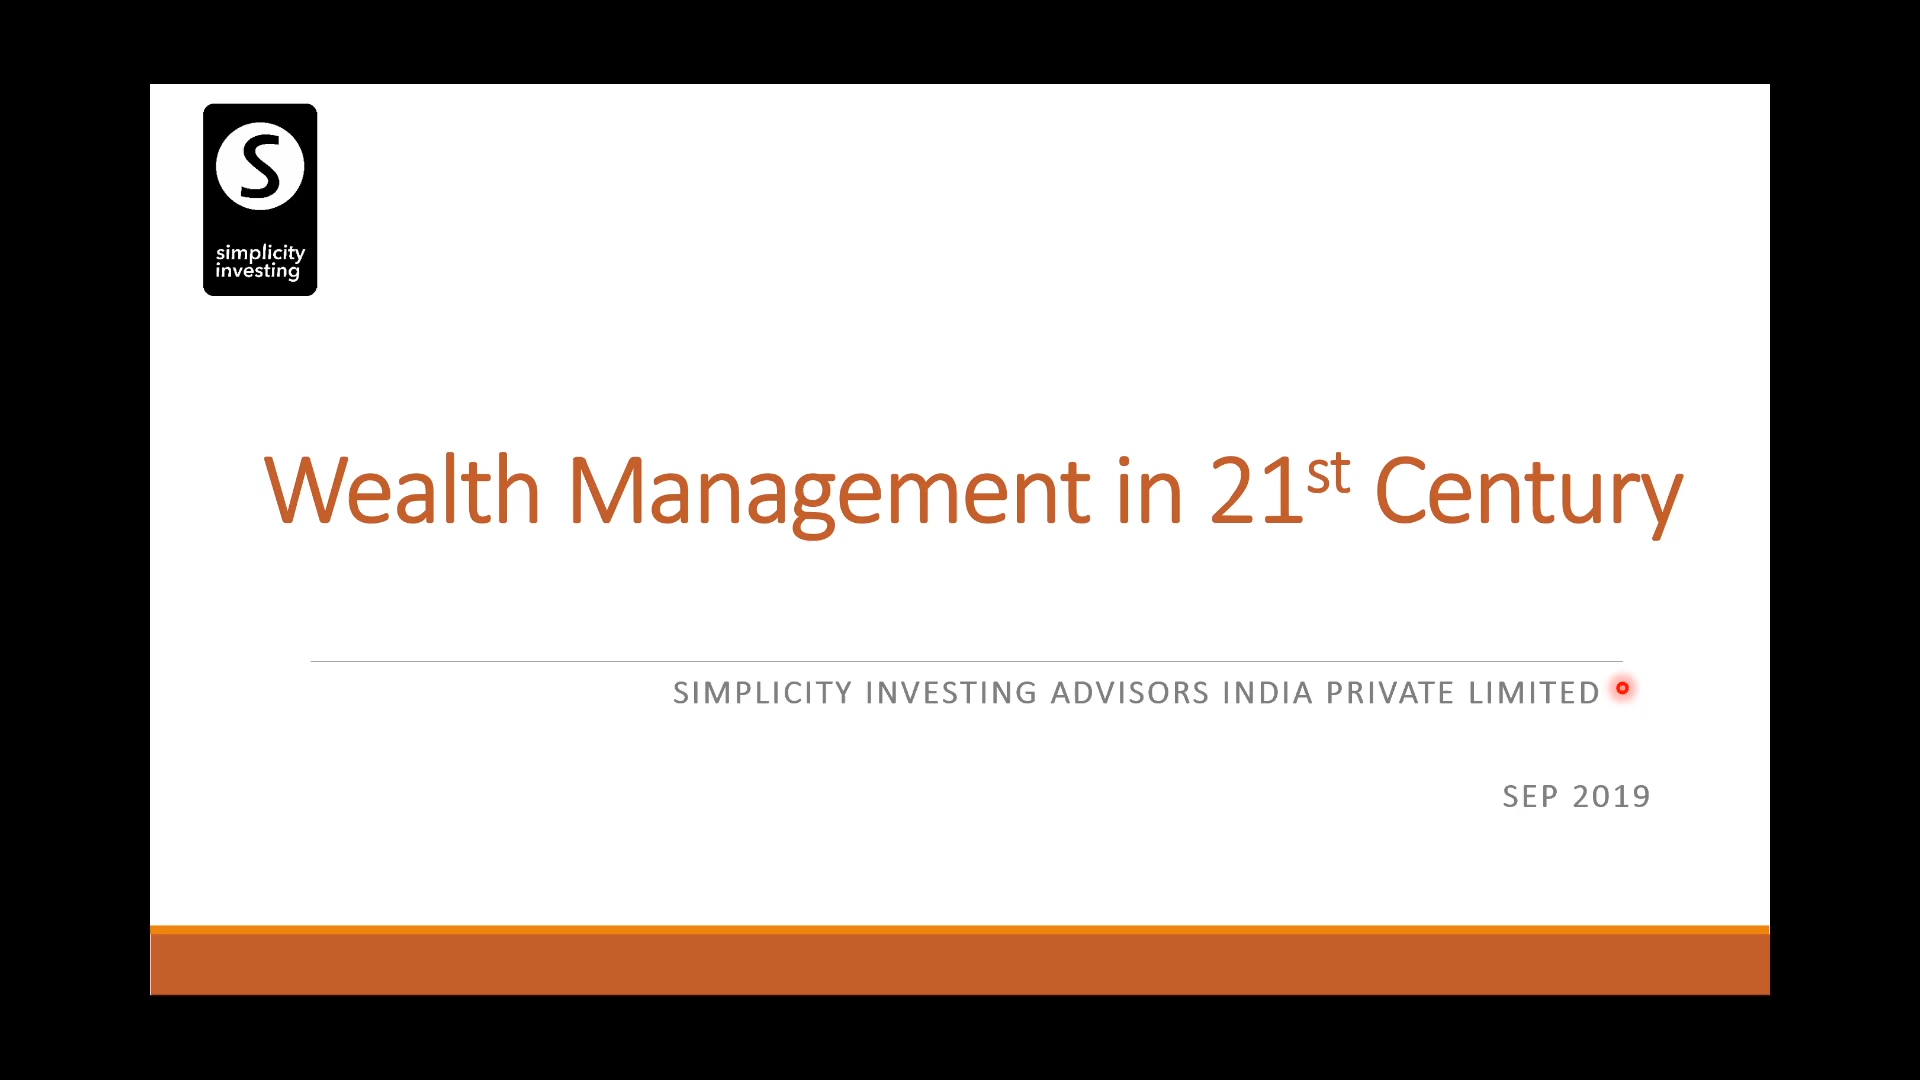 S
simplicity
investing
Wealth Management in 21st Century
SIMPLICITY INVESTING ADVISORS INDIA PRIVATE LIMITED
SEP 2019